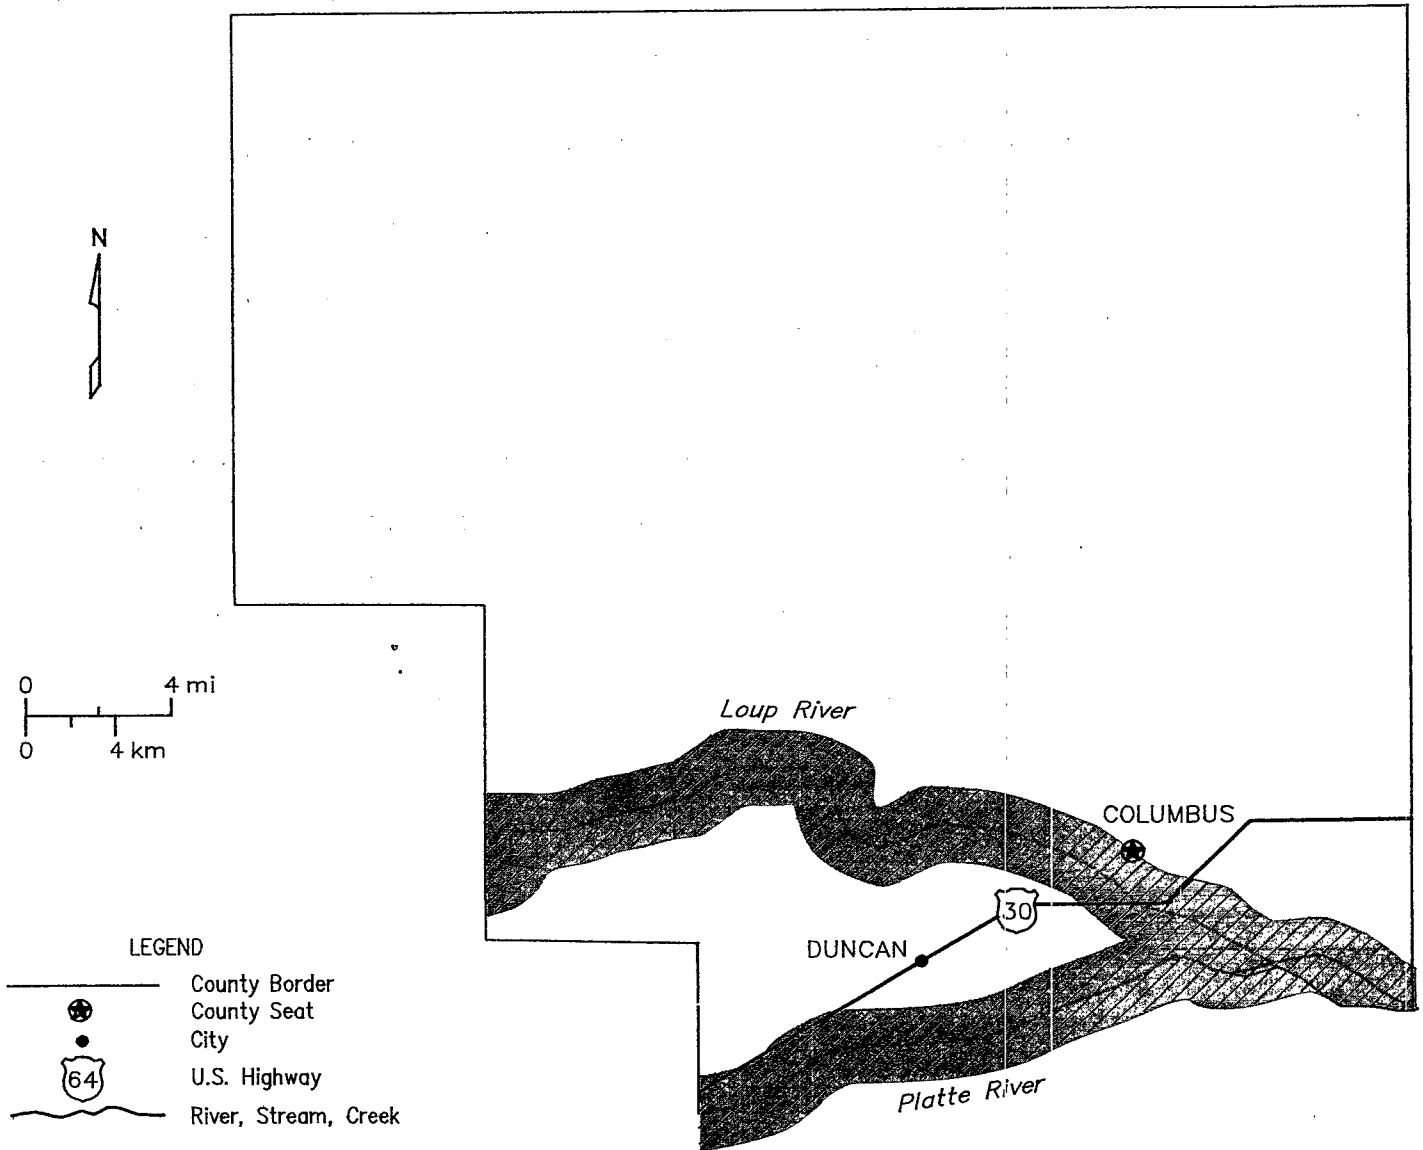 N
0 4 mi
0 4 km
Loup River
COLUMBUS
30
DUNCAN
Platte River
LEGEND
County Border
County Seat
City
64 U.S. Highway
River, Stream, Creek